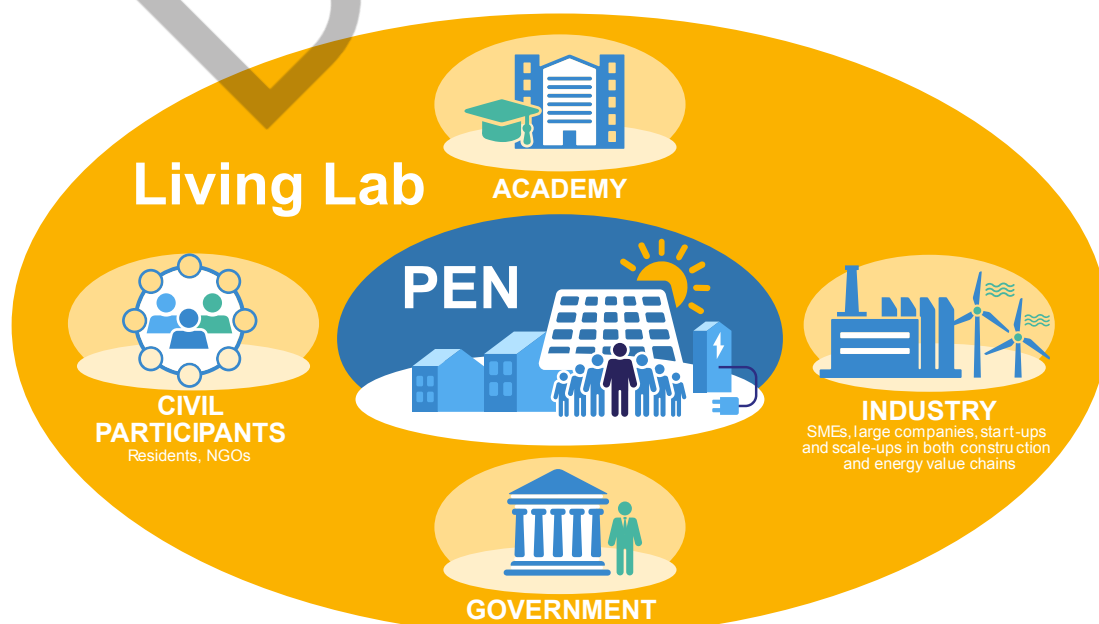 ACADEMY
Living Lab
PEN
CIVIL
PARTICIPANTS
Residents, NGOs
INDUSTRY
SMEs, large companies, start-ups
and scale-ups in both construction
and energy value chains
GOVERNMENT